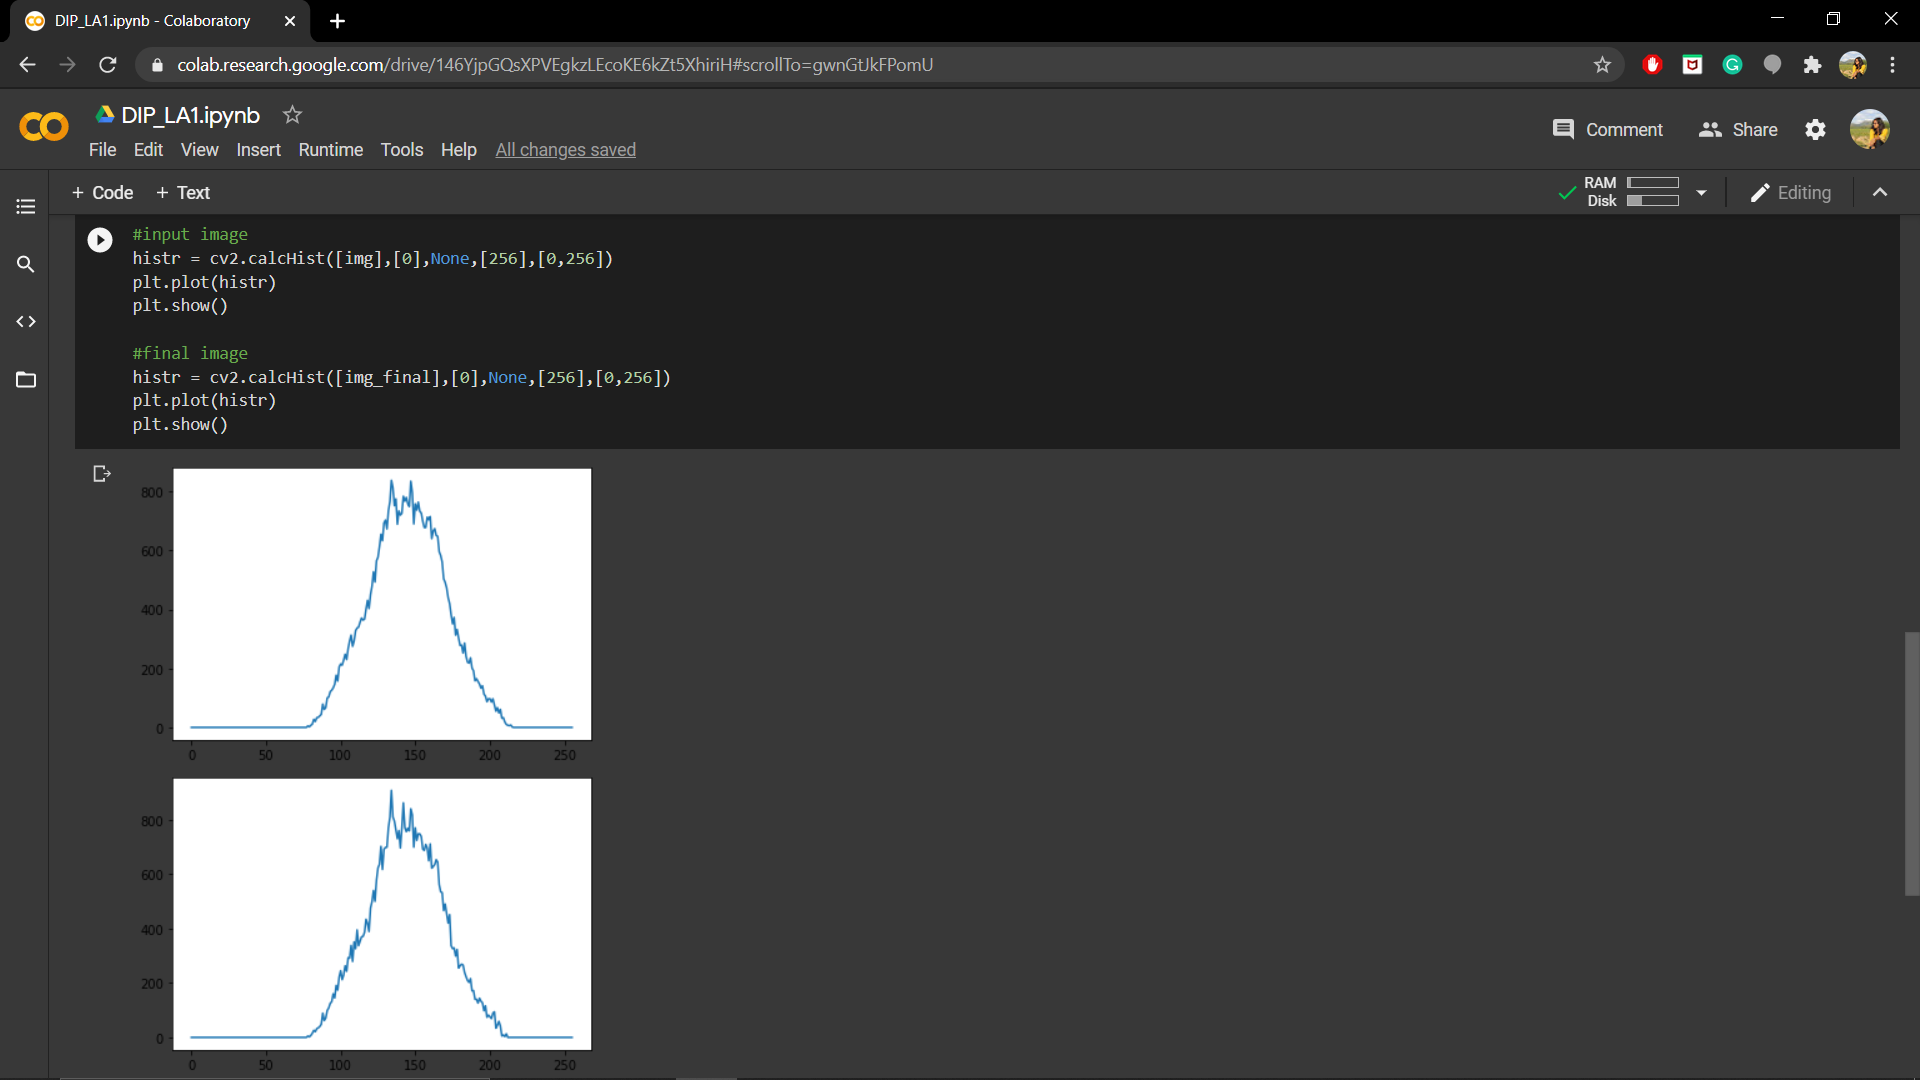 DIP_LA1.ipynb - Colaboratory
colab.research.google.com/drive/146YjpGQsXPVEgkzLEcoKE6kZt5XhiriH#scrollTo=gwnGtJkFPomU
DIP_LA1.ipynb
Comment Share
File Edit View Insert Runtime Tools Help All changes saved
+ Code + Text
RAM
Disk
Editing
#input image
histr = cv2.calcHist([img],[0],None,[256],[0,256])
plt.plot(histr)
plt.show()
#final image
histr = cv2.calcHist([img_final],[0],None,[256],[0,256])
plt.plot(histr)
plt.show()
800
600
400
200
0
0 50 100 150 200 250
800
600
400
200
0
0 50 100 150 200 250